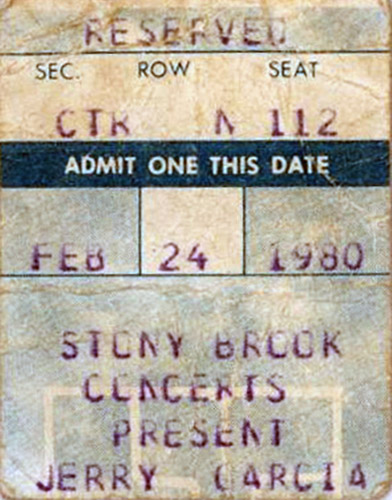 RESERVED
SEC. ROW SEAT
CTR N 112
ADMIT ONE THIS DATE
FEB 24 1980
STONY BROOK
CONCERTS
PRESENT
JERRY GARCIA